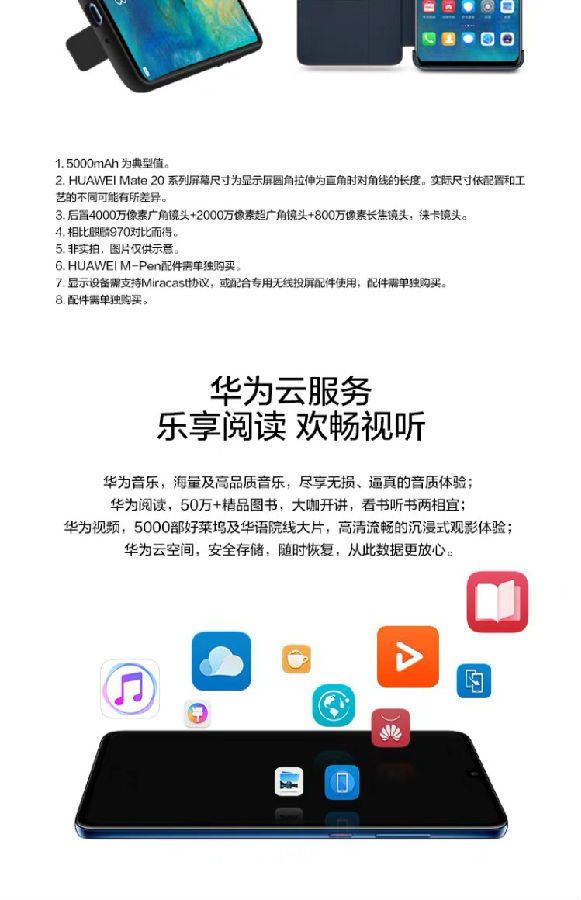 1. 5000mAh 为典型值。
2. HUAWEI Mate 20 系列屏幕尺寸为显示屏圆角拉伸为直角时对角线的长度。实际尺寸依配置和工
艺的不同可能有所差异。
3. 后置4000万像素广角镜头+2000万像素超广角镜头+800万像素长焦镜头，徕卡镜头。
4. 相比麒麟970对比而得。
5. 非实拍，图片仅供示意。
6. HUAWEI M-Pen配件需单独购买。
7. 显示设备需支持Miracast协议，或配合专用无线投屏配件使用，配件需单独购买。
8. 配件需单独购买。
华为云服务
乐享阅读 欢畅视听
华为音乐，海量及高品质音乐，尽享无损、逼真的音质体验；
华为阅读，50万+精品图书，大咖开讲，看书听书两相宜；
华为视频，5000部好莱坞及华语院线大片，高清流畅的沉浸式观影体验；
华为云空间，安全存储，随时恢复，从此数据更放心。